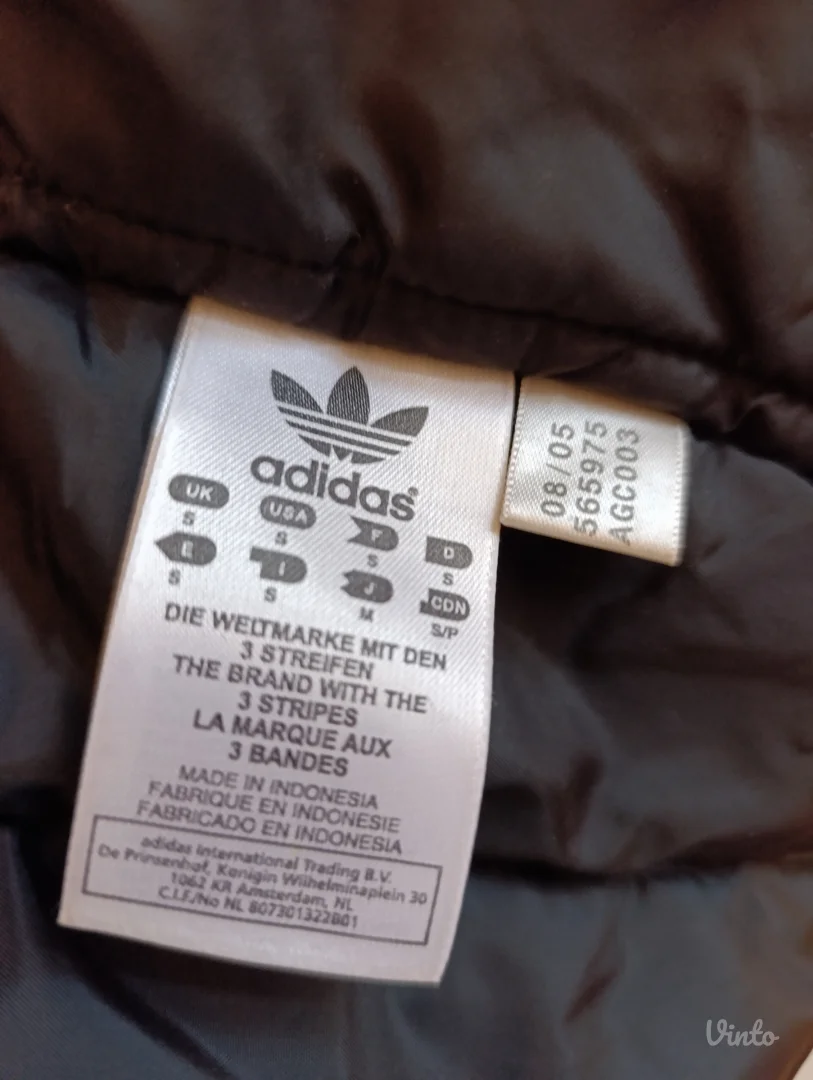 adidas®
UK
USA
F
D
S
S
S
S
E
I
J
CDN
S
S
M
S/P
DIE WELTMARKE MIT DEN
3 STREIFEN
THE BRAND WITH THE
3 STRIPES
LA MARQUE AUX
3 BANDES
MADE IN INDONESIA
FABRIQUE EN INDONESIE
FABRICADO EN INDONESIA
adidas International Trading B.V.
De Prinsenhof, Konigin Wilhelminaplein 30
1062 KR Amsterdam, NL
C.I.F./No NL 807301322B01
08/05
565975
AGC003
Vinto